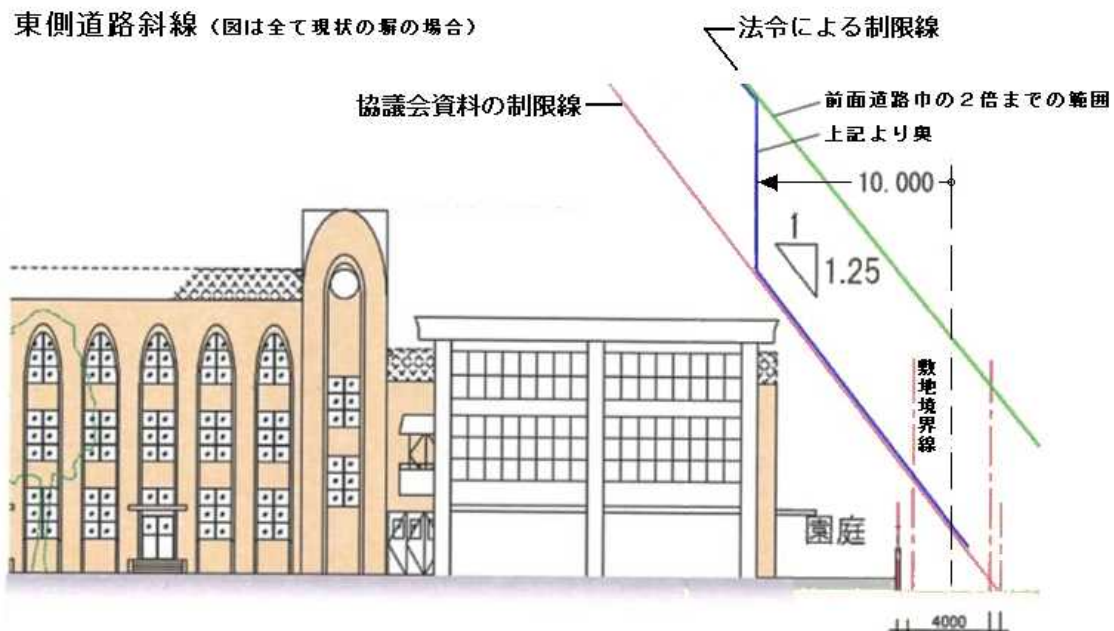 東側道路斜線（図は全て現状の塀の場合）
法令による制限線
協議会資料の制限線
前面道路巾の２倍までの範囲
上記より奥
10.000
1
1.25
敷地境界線
園庭
4000